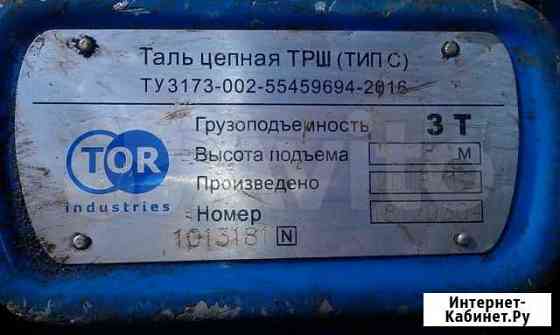 Таль цепная ТРШ (ТИП С)
ТУ3173-002-55459694-2016
TOR
industries
Грузоподъемность 3 Т
Высота подъема М
Произведено
Номер
1013181 N
Avito
Интернет-
Кабинет.Ру